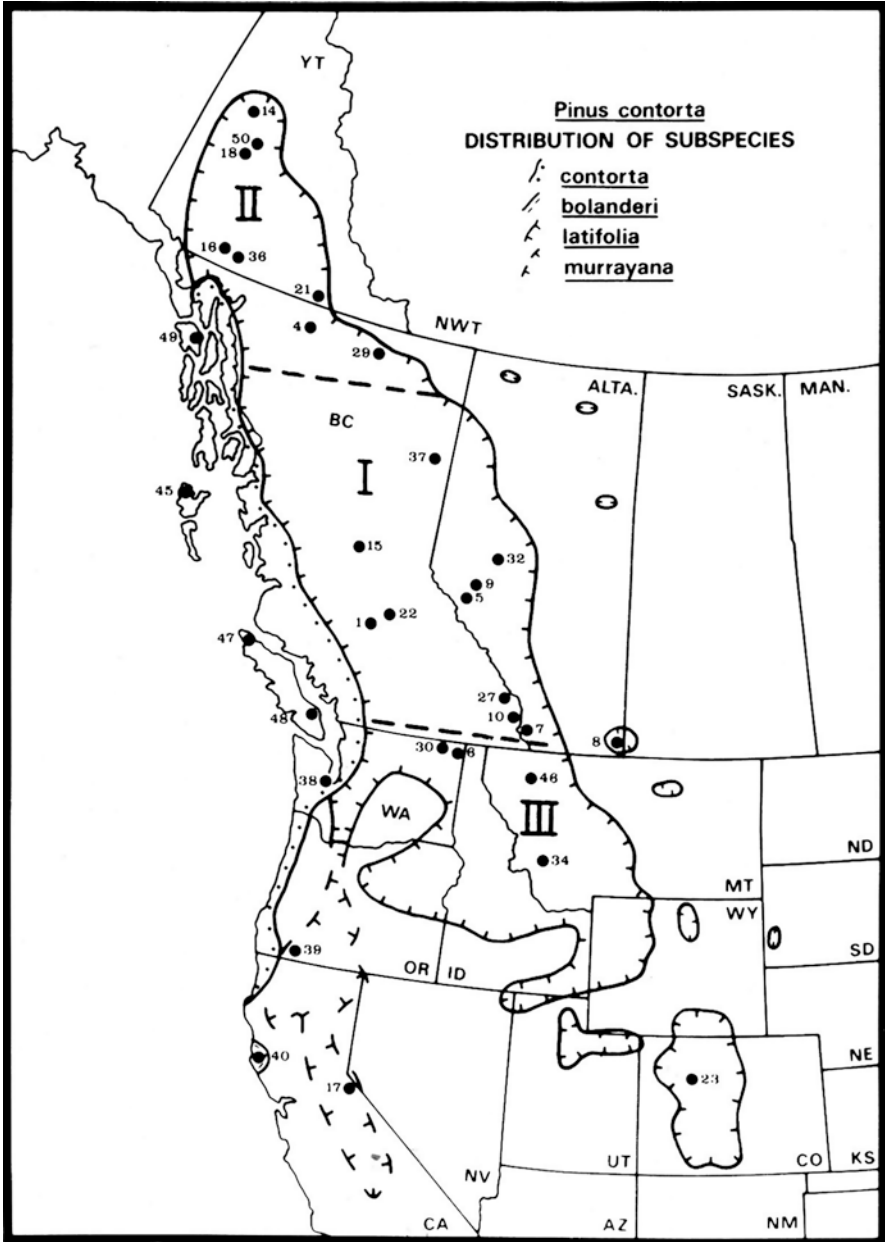 YT
Pinus contorta
DISTRIBUTION OF SUBSPECIES
contorta
bolanderi
latifolia
murrayana
14
50
18
II
16
36
21
4
NWT
49
29
ALTA.
SASK.
MAN.
BC
37
I
45
15
32
9
5
22
1
47
27
10
7
48
30
6
8
46
38
WA
III
ND
34
MT
WY
SD
39
OR
ID
40
NE
23
17
NV
UT
CO
KS
CA
AZ
NM